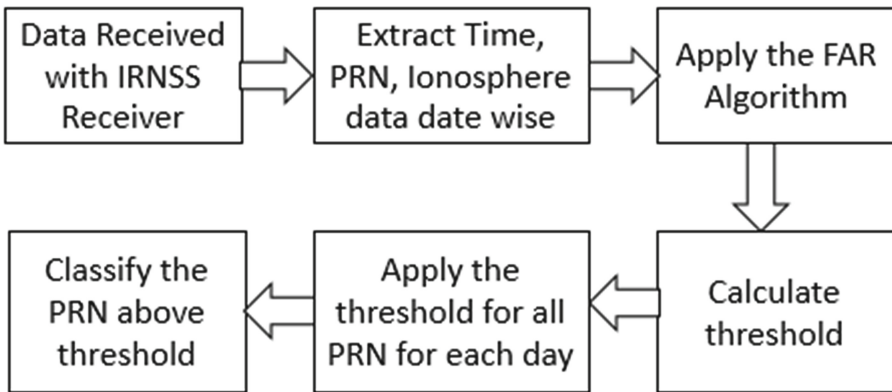 Data Received
with IRNSS
Receiver
Extract Time,
PRN, Ionosphere
data date wise
Apply the FAR
Algorithm
Calculate
threshold
Apply the
threshold for all
PRN for each day
Classify the
PRN above
threshold